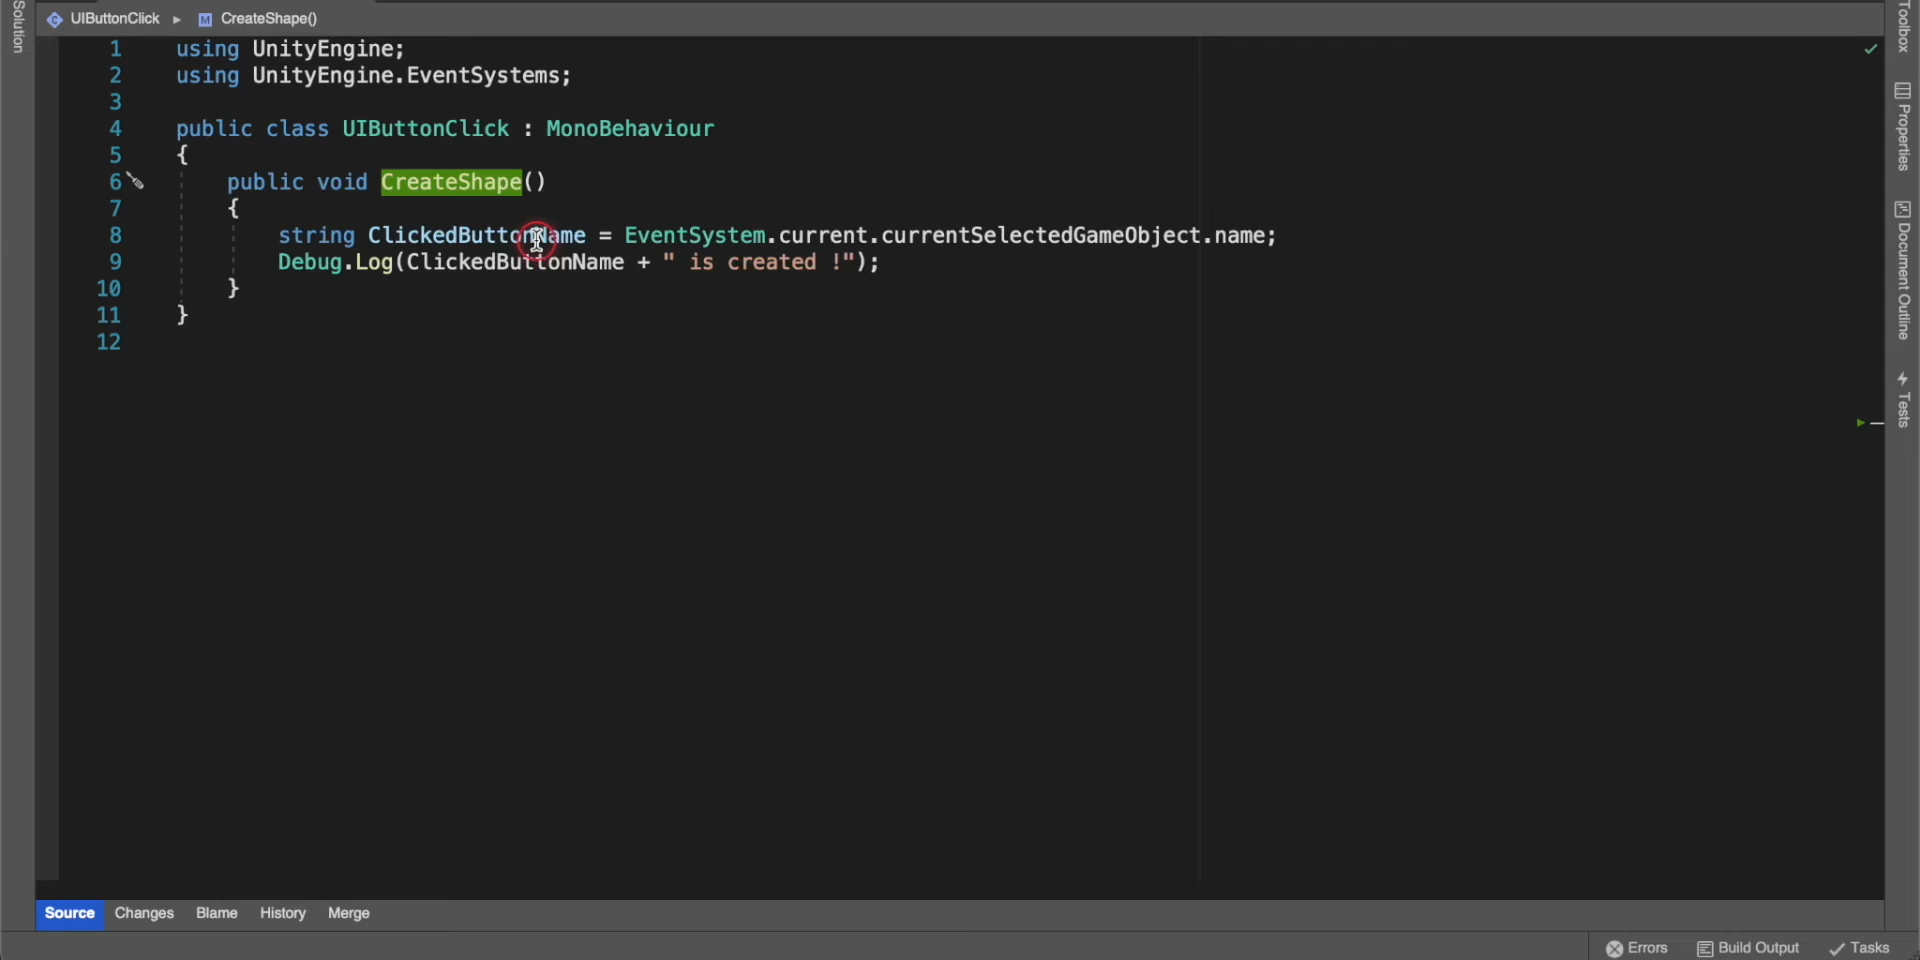 Solution
UIButtonClick ▸ CreateShape()
Toolbox
Properties
Document Outline
Tests
1 using UnityEngine;
2 using UnityEngine.EventSystems;
3
4 public class UIButtonClick : MonoBehaviour
5 {
6 public void CreateShape()
7 {
8 string ClickedButtonName = EventSystem.current.currentSelectedGameObject.name;
9 Debug.Log(ClickedButtonName + " is created !");
10 }
11 }
12
Source Changes Blame History Merge
Errors Build Output Tasks